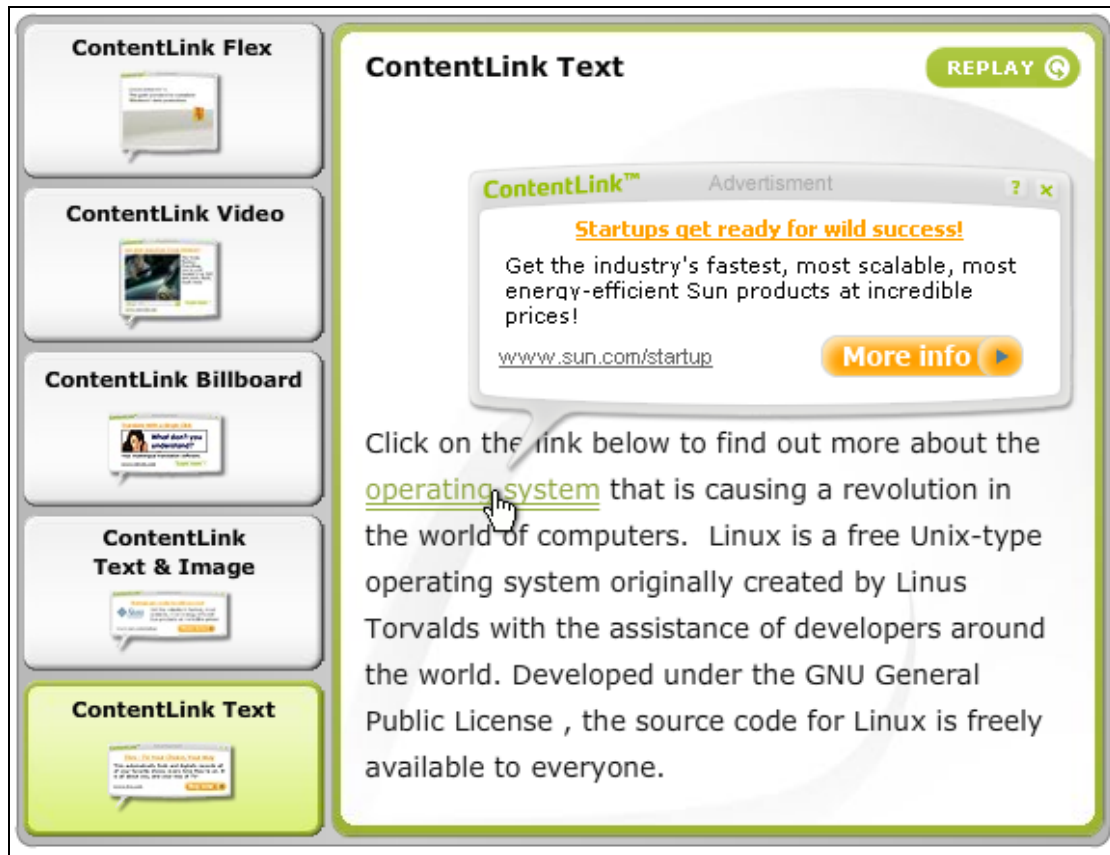 ContentLink Flex
ContentLink Video
ContentLink Billboard
ContentLink
Text & Image
ContentLink Text
ContentLink Text
REPLAY
ContentLink™ Advertisment ? x
Startups get ready for wild success!
Get the industry's fastest, most scalable, most
energy-efficient Sun products at incredible
prices!
www.sun.com/startup More info
Click on the link below to find out more about the
operating system that is causing a revolution in
the world of computers. Linux is a free Unix-type
operating system originally created by Linus
Torvalds with the assistance of developers around
the world. Developed under the GNU General
Public License , the source code for Linux is freely
available to everyone.